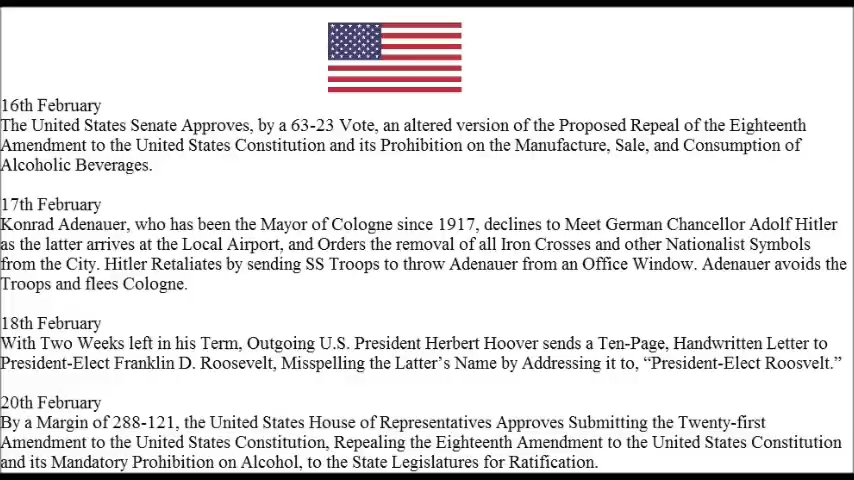 16th February
The United States Senate Approves, by a 63-23 Vote, an altered version of the Proposed Repeal of the Eighteenth
Amendment to the United States Constitution and its Prohibition on the Manufacture, Sale, and Consumption of
Alcoholic Beverages.
17th February
Konrad Adenauer, who has been the Mayor of Cologne since 1917, declines to Meet German Chancellor Adolf Hitler
as the latter arrives at the Local Airport, and Orders the removal of all Iron Crosses and other Nationalist Symbols
from the City. Hitler Retaliates by sending SS Troops to throw Adenauer from an Office Window. Adenauer avoids the
Troops and flees Cologne.
18th February
With Two Weeks left in his Term, Outgoing U.S. President Herbert Hoover sends a Ten-Page, Handwritten Letter to
President-Elect Franklin D. Roosevelt, Misspelling the Latter’s Name by Addressing it to, “President-Elect Roosvelt.”
20th February
By a Margin of 288-121, the United States House of Representatives Approves Submitting the Twenty-first
Amendment to the United States Constitution, Repealing the Eighteenth Amendment to the United States Constitution
and its Mandatory Prohibition on Alcohol, to the State Legislatures for Ratification.